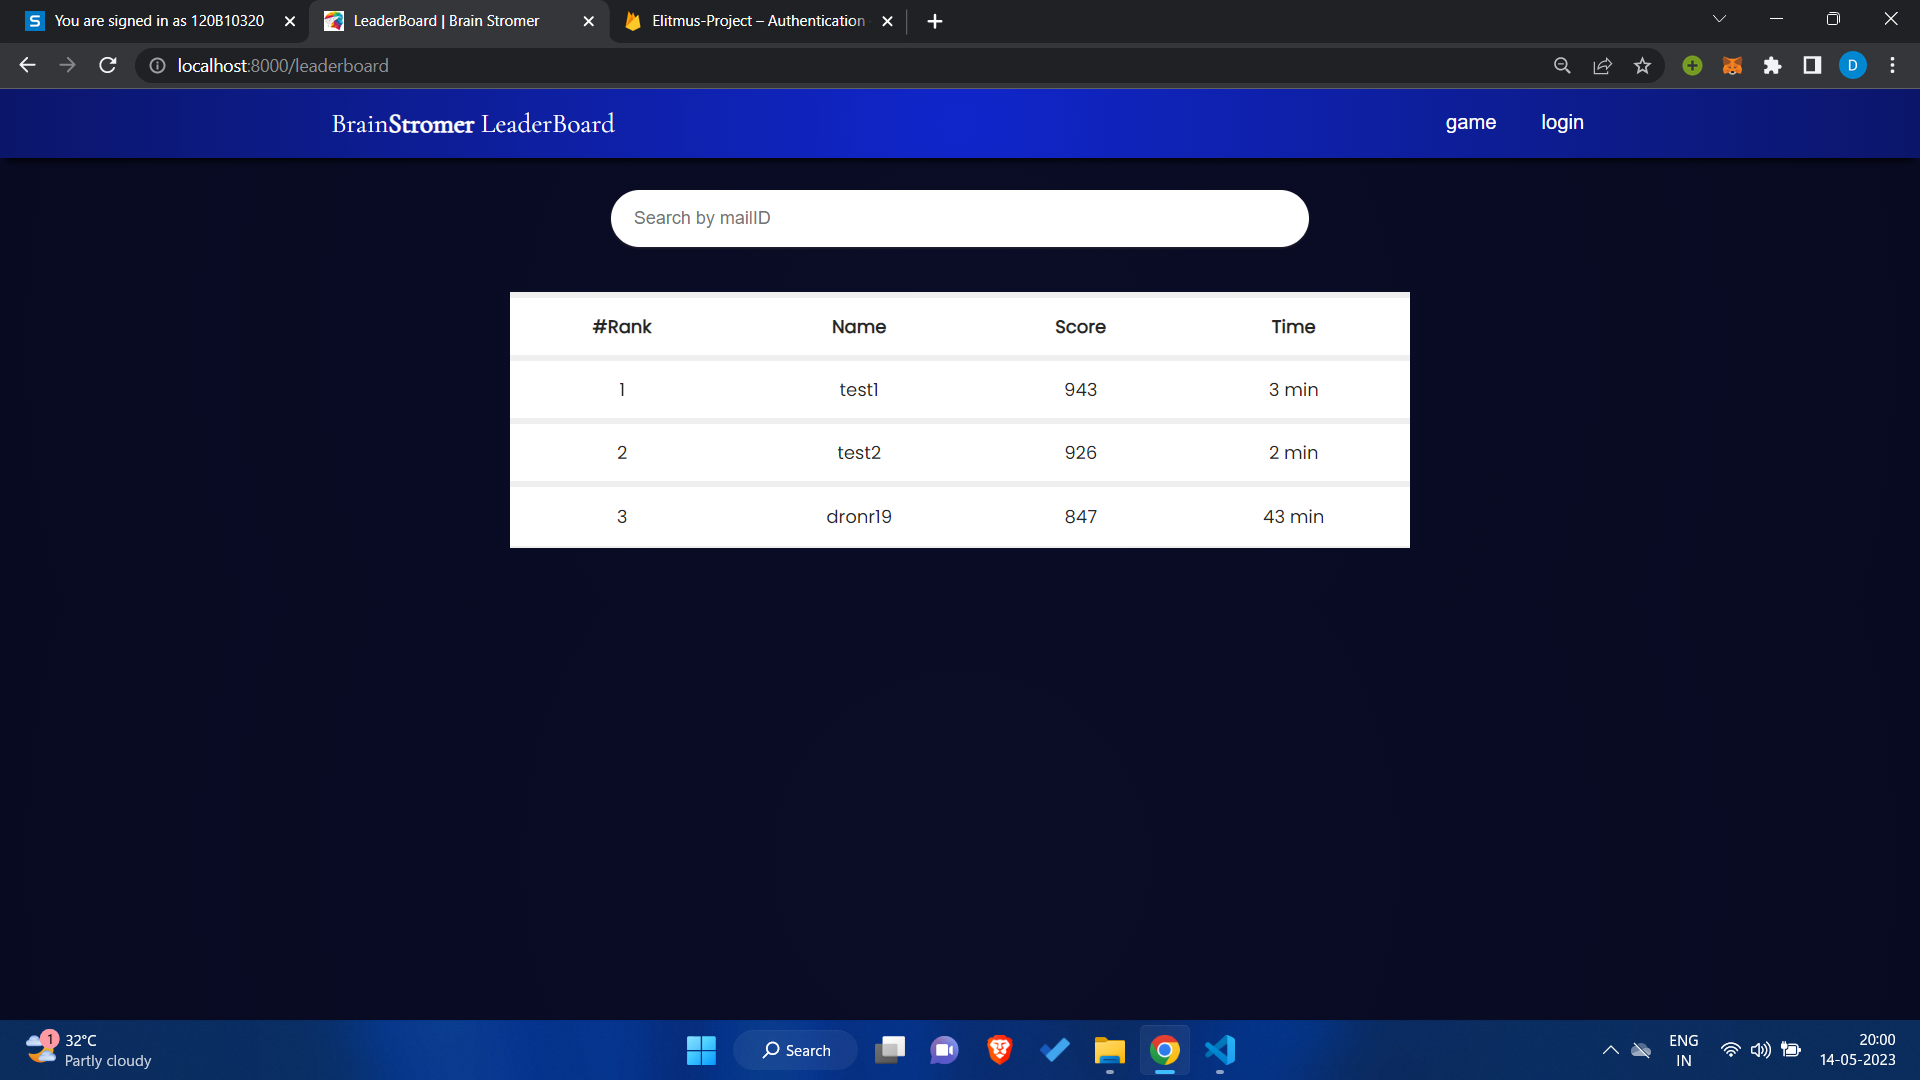 You are signed in as 120B10320
LeaderBoard | Brain Stromer
Elitmus-Project – Authentication
localhost:8000/leaderboard
D
BrainStromer LeaderBoard
game
login
Search by mailID
#Rank Name Score Time
1 test1 943 3 min
2 test2 926 2 min
3 dronr19 847 43 min
1
32°C
Partly cloudy
Search
ENG
IN
20:00
14-05-2023